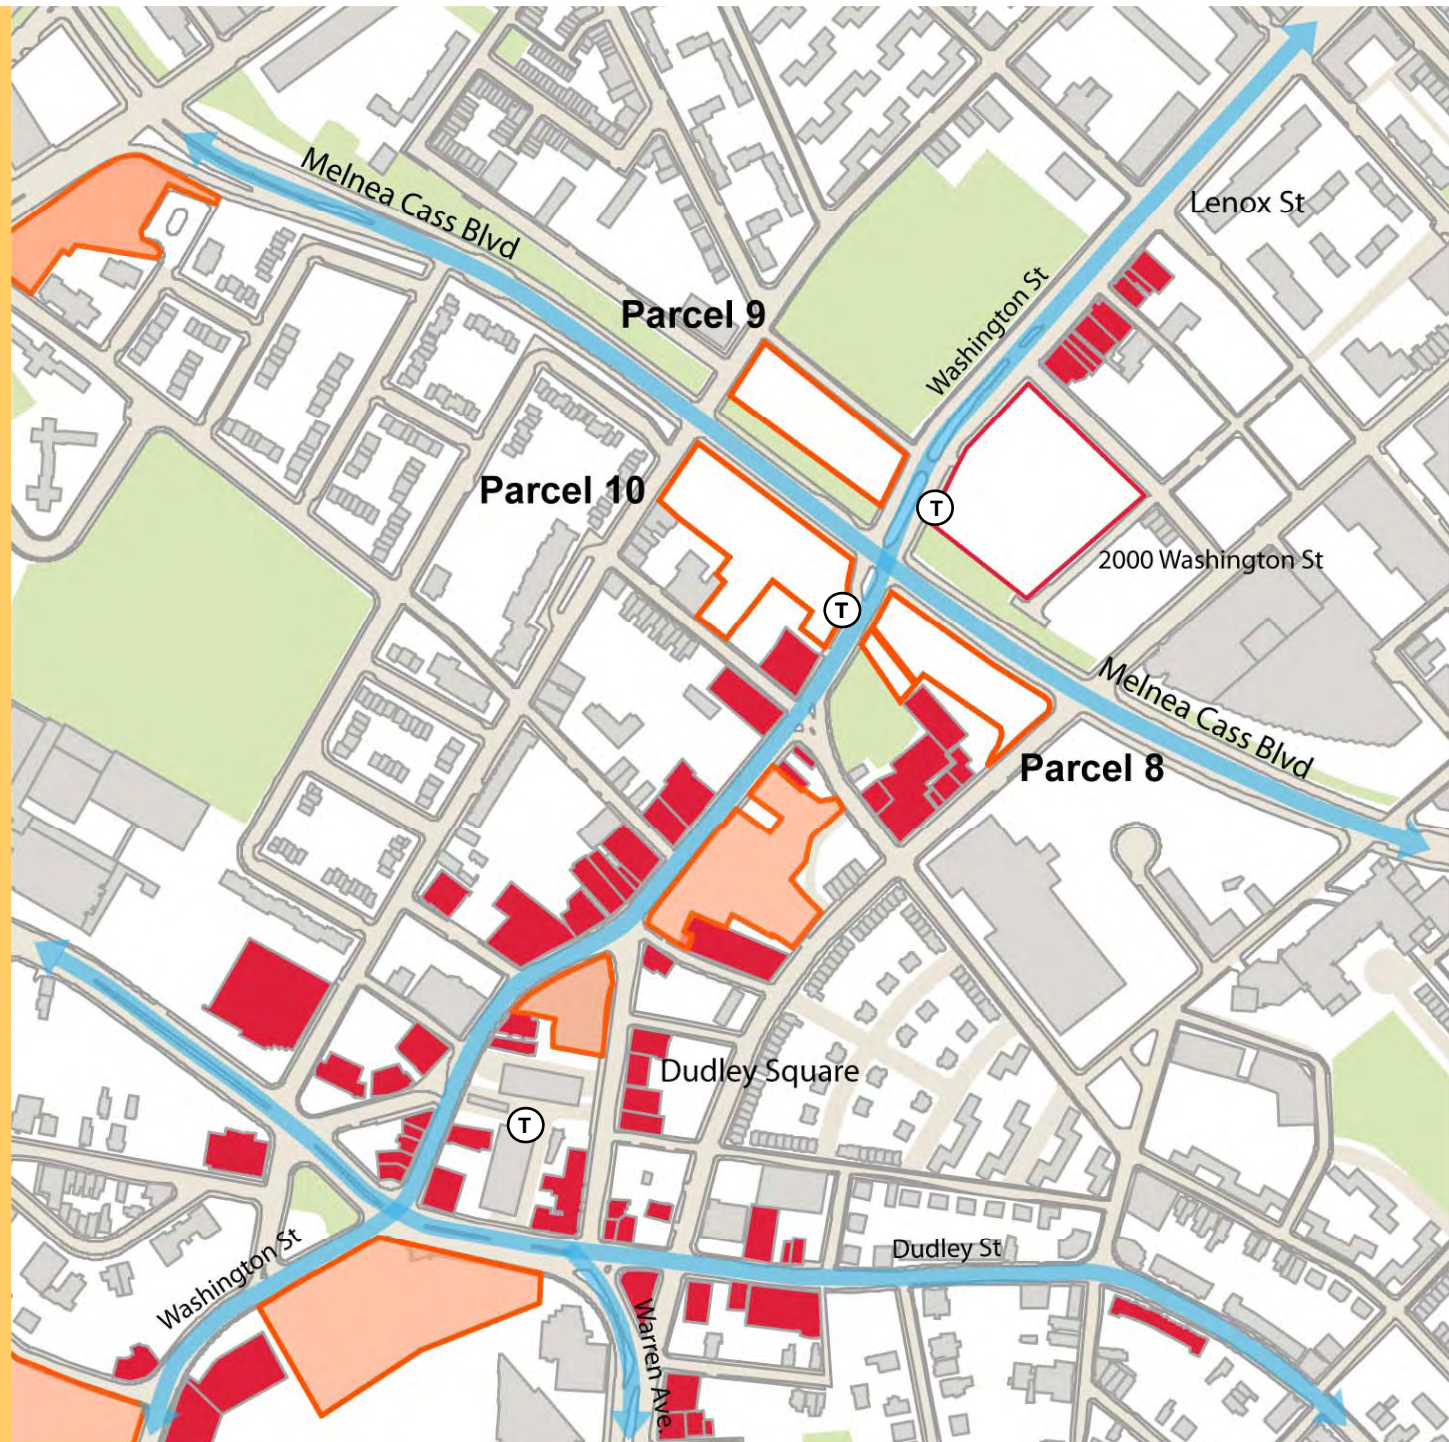 Melnea Cass Blvd
Lenox St
Parcel 9
Washington St
Parcel 10
T
2000 Washington St
T
Melnea Cass Blvd
Parcel 8
Dudley Square
T
Washington St
Dudley St
Warren Ave.